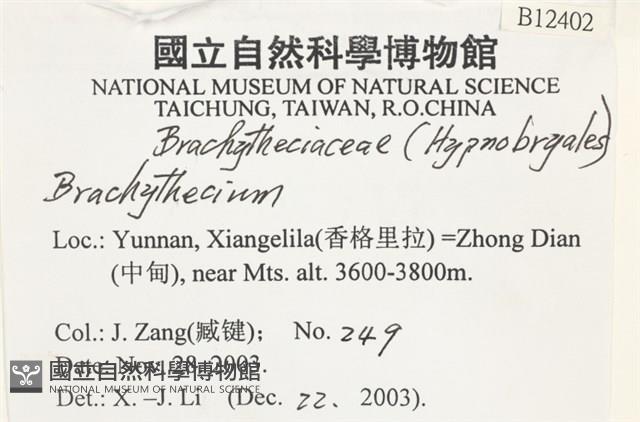 B12402
國立自然科學博物館
NATIONAL MUSEUM OF NATURAL SCIENCE
TAICHUNG, TAIWAN, R.O.CHINA
Brachytheciaceae (Hypnobryales)
Brachythecium
Loc.: Yunnan, Xiangelila(香格里拉) =Zhong Dian
(中甸), near Mts. alt. 3600-3800m.
Col.: J. Zang(臧键); No. 249
Date: Nov. 28, 2003.
國立自然科學博物館
NATIONAL MUSEUM OF NATURAL SCIENCE
Det.: X. –J. Li (Dec. 22、 2003).